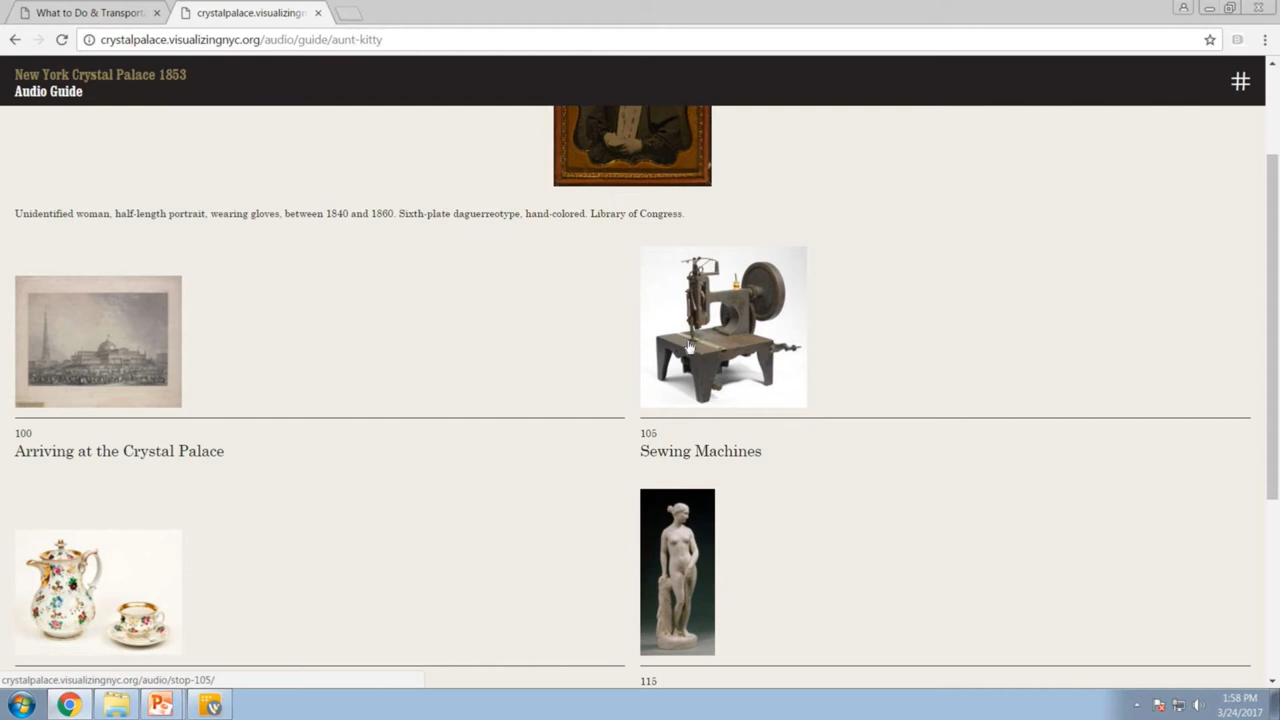 What to Do & Transporta
crystalpalace.visualizingn
crystalpalace.visualizingnyc.org/audio/guide/aunt-kitty
New York Crystal Palace 1853
Audio Guide
#
Unidentified woman, half-length portrait, wearing gloves, between 1840 and 1860. Sixth-plate daguerreotype, hand-colored. Library of Congress.
100
Arriving at the Crystal Palace
105
Sewing Machines
115
crystalpalace.visualizingnyc.org/audio/stop-105/
1:58 PM
3/24/2017